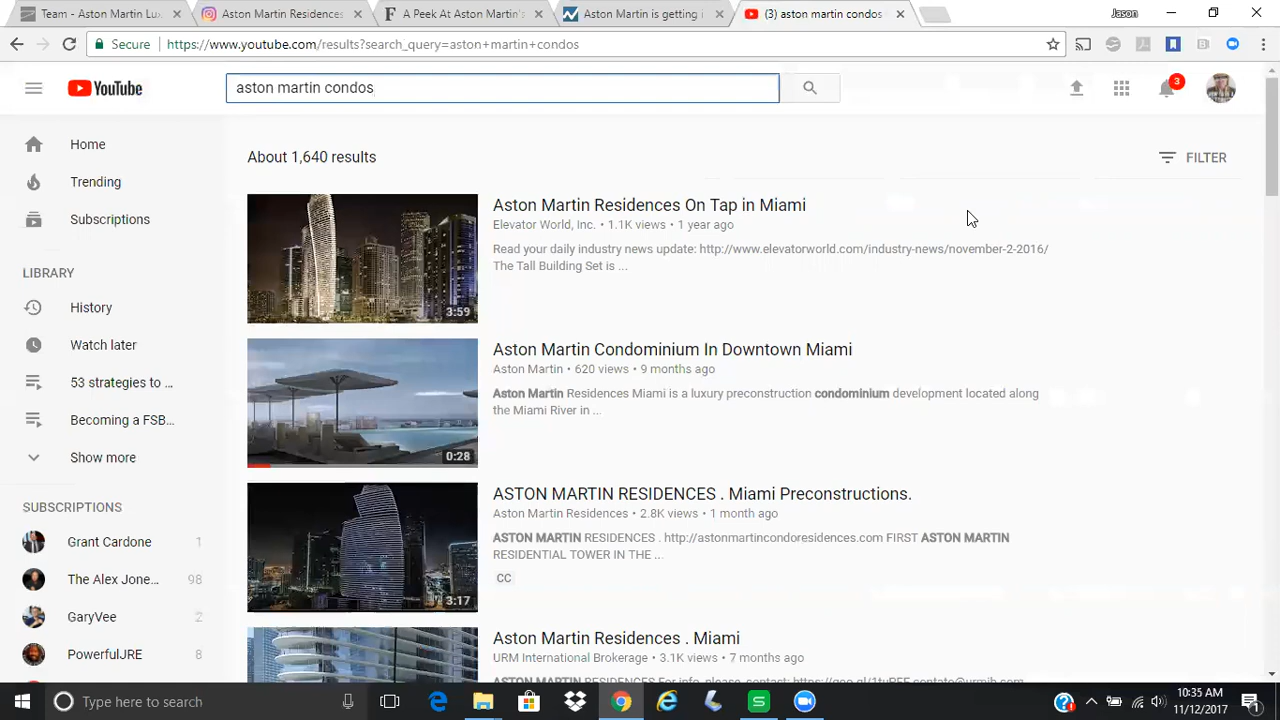 Team - Aston Martin Lu
Aston Martin Residences
A Peek At Aston Martin's
Aston Martin is getting i
(3) aston martin condos
Jason
Secure
https://www.youtube.com/results?search_query=aston+martin+condos
YouTube
aston martin condos
3
Home
Trending
Subscriptions
LIBRARY
History
Watch later
53 strategies to ...
Becoming a FSB...
Show more
SUBSCRIPTIONS
Grant Cardone 1
The Alex Jone... 98
GaryVee 2
PowerfulJRE 8
About 1,640 results
FILTER
3:59
Aston Martin Residences On Tap in Miami
Elevator World, Inc. • 1.1K views • 1 year ago
Read your daily industry news update: http://www.elevatorworld.com/industry-news/november-2-2016/
The Tall Building Set is ...
0:28
Aston Martin Condominium In Downtown Miami
Aston Martin • 620 views • 9 months ago
Aston Martin Residences Miami is a luxury preconstruction condominium development located along
the Miami River in ...
3:17
ASTON MARTIN RESIDENCES . Miami Preconstructions.
Aston Martin Residences • 2.8K views • 1 month ago
ASTON MARTIN RESIDENCES . http://astonmartincondoresidences.com FIRST ASTON MARTIN
RESIDENTIAL TOWER IN THE ...
CC
Aston Martin Residences . Miami
URM International Brokerage • 3.1K views • 7 months ago
Type here to search
10:35 AM
11/12/2017
1